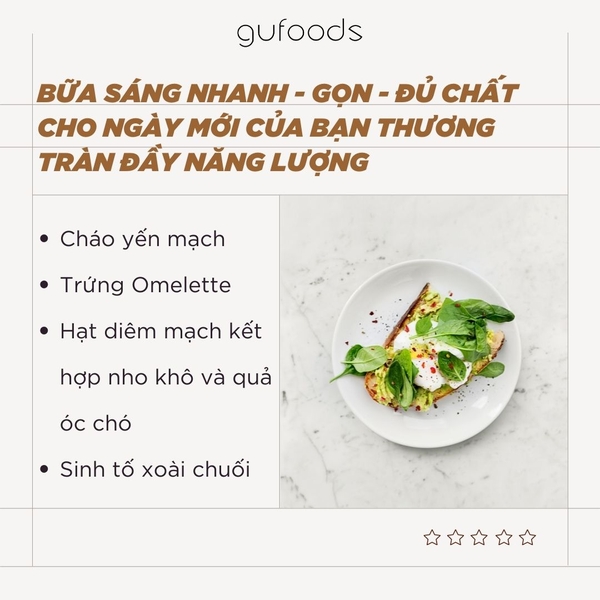 gufoods
BỮA SÁNG NHANH - GỌN - ĐỦ CHẤT
CHO NGÀY MỚI CỦA BẠN THƯƠNG
TRÀN ĐẦY NĂNG LƯỢNG
• Cháo yến mạch
• Trứng Omelette
• Hạt diêm mạch kết
hợp nho khô và quả
óc chó
• Sinh tố xoài chuối